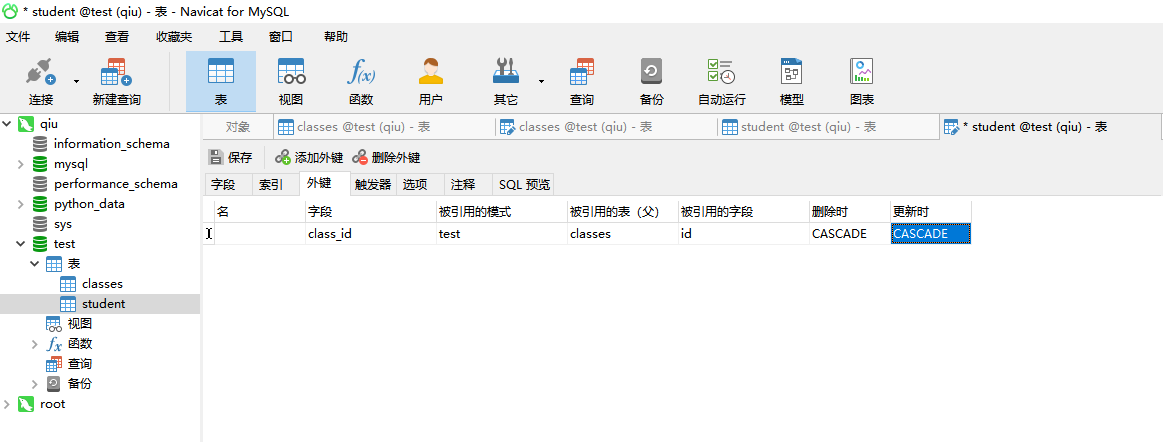 * student @test (qiu) - 表 - Navicat for MySQL
文件 编辑 查看 收藏夹 工具 窗口 帮助
f(x)
连接 新建查询 表 视图 函数 用户 其它 查询 备份 自动运行 模型 图表
qiu
information_schema
mysql
performance_schema
python_data
sys
test
表
classes
student
视图
fx 函数
查询
备份
root
对象 classes @test (qiu) - 表 classes @test (qiu) - 表 student @test (qiu) - 表 * student @test (qiu) - 表
保存 添加外键 删除外键
字段 索引 外键 触发器 选项 注释 SQL 预览
名 字段 被引用的模式 被引用的表（父） 被引用的字段 删除时 更新时
class_id test classes id CASCADE CASCADE